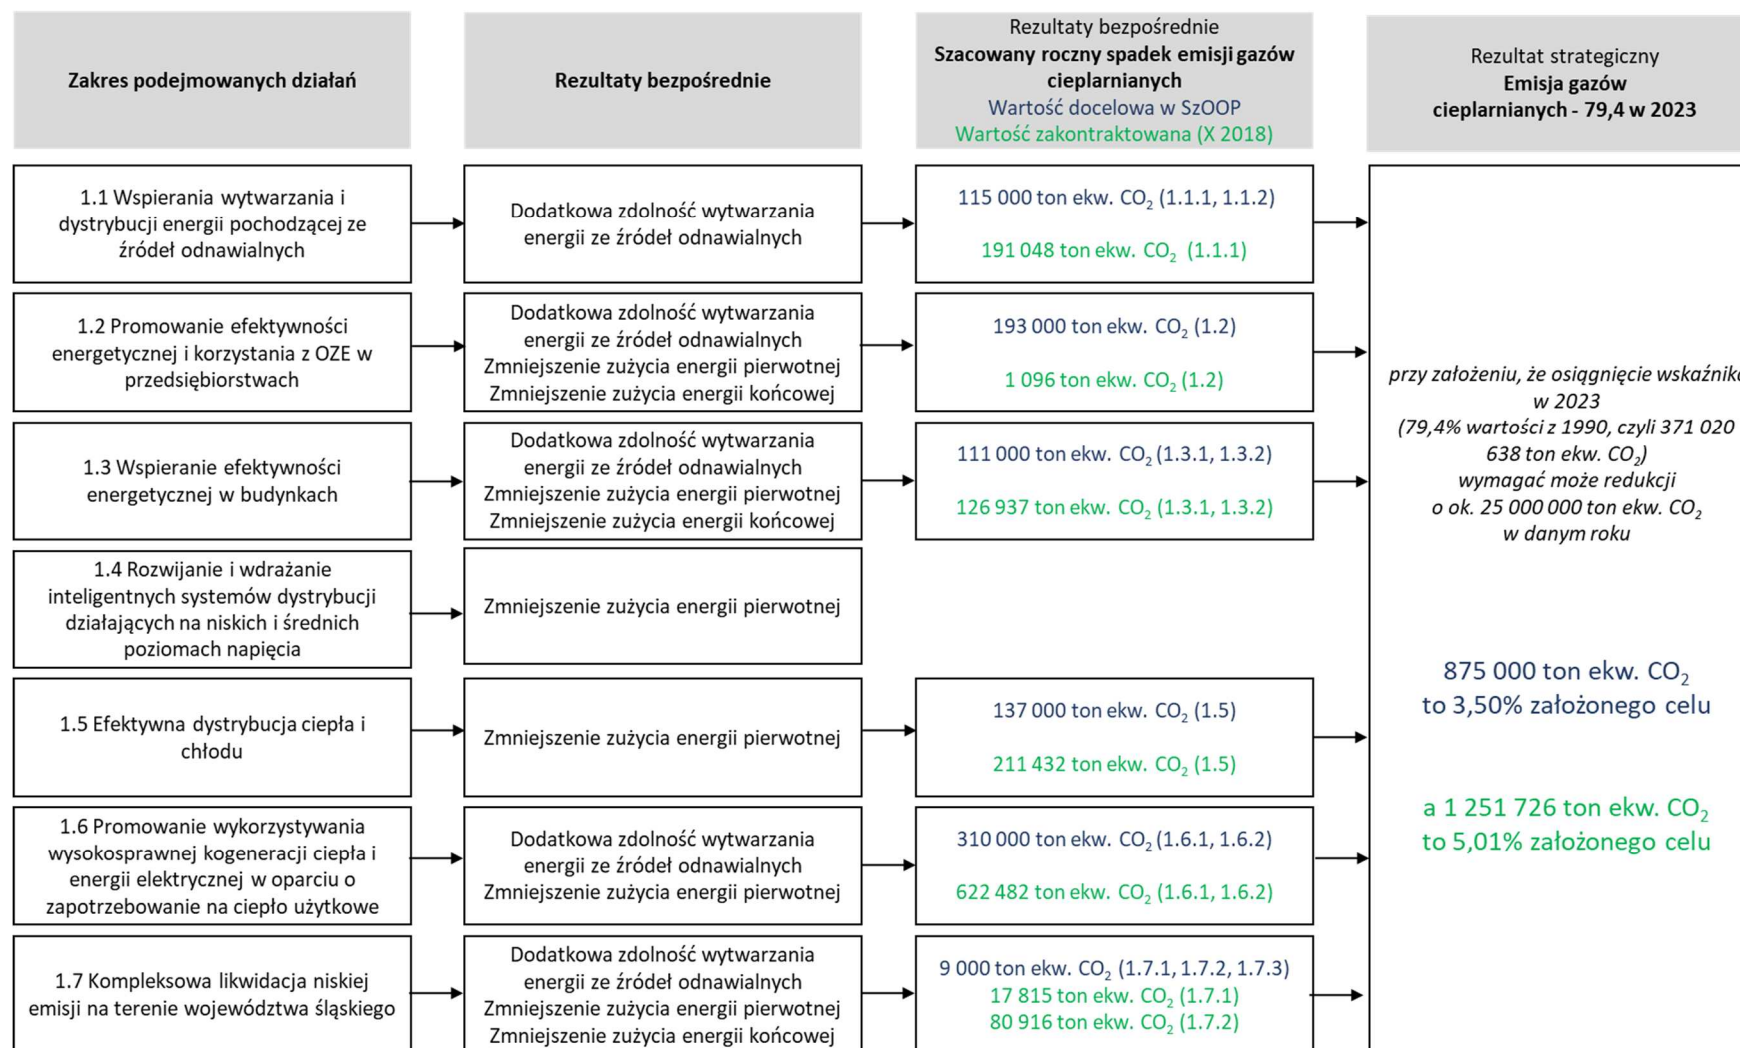 Zakres podejmowanych działań
Rezultaty bezpośrednie
Rezultaty bezpośrednie
Szacowany roczny spadek emisji gazów
cieplarnianych
Wartość docelowa w SzOOP
Wartość zakontraktowana (X 2018)
Rezultat strategiczny
Emisja gazów
cieplarnianych - 79,4 w 2023
1.1 Wspierania wytwarzania i
dystrybucji energii pochodzącej ze
źródeł odnawialnych
Dodatkowa zdolność wytwarzania
energii ze źródeł odnawialnych
115 000 ton ekw. CO₂ (1.1.1, 1.1.2)
191 048 ton ekw. CO₂ (1.1.1)
1.2 Promowanie efektywności
energetycznej i korzystania z OZE w
przedsiębiorstwach
Dodatkowa zdolność wytwarzania
energii ze źródeł odnawialnych
Zmniejszenie zużycia energii pierwotnej
Zmniejszenie zużycia energii końcowej
193 000 ton ekw. CO₂ (1.2)
1 096 ton ekw. CO₂ (1.2)
1.3 Wspieranie efektywności
energetycznej w budynkach
Dodatkowa zdolność wytwarzania
energii ze źródeł odnawialnych
Zmniejszenie zużycia energii pierwotnej
Zmniejszenie zużycia energii końcowej
111 000 ton ekw. CO₂ (1.3.1, 1.3.2)
126 937 ton ekw. CO₂ (1.3.1, 1.3.2)
1.4 Rozwijanie i wdrażanie
inteligentnych systemów dystrybucji
działających na niskich i średnich
poziomach napięcia
Zmniejszenie zużycia energii pierwotnej
1.5 Efektywna dystrybucja ciepła i
chłodu
Zmniejszenie zużycia energii pierwotnej
137 000 ton ekw. CO₂ (1.5)
211 432 ton ekw. CO₂ (1.5)
1.6 Promowanie wykorzystywania
wysokosprawnej kogeneracji ciepła i
energii elektrycznej w oparciu o
zapotrzebowanie na ciepło użytkowe
Dodatkowa zdolność wytwarzania
energii ze źródeł odnawialnych
Zmniejszenie zużycia energii pierwotnej
310 000 ton ekw. CO₂ (1.6.1, 1.6.2)
622 482 ton ekw. CO₂ (1.6.1, 1.6.2)
1.7 Kompleksowa likwidacja niskiej
emisji na terenie województwa śląskiego
Dodatkowa zdolność wytwarzania
energii ze źródeł odnawialnych
Zmniejszenie zużycia energii pierwotnej
Zmniejszenie zużycia energii końcowej
9 000 ton ekw. CO₂ (1.7.1, 1.7.2, 1.7.3)
17 815 ton ekw. CO₂ (1.7.1)
80 916 ton ekw. CO₂ (1.7.2)
przy założeniu, że osiągnięcie wskaźnika
w 2023
(79,4% wartości z 1990, czyli 371 020
638 ton ekw. CO₂)
wymagać może redukcji
o ok. 25 000 000 ton ekw. CO₂
w danym roku
875 000 ton ekw. CO₂
to 3,50% założonego celu
a 1 251 726 ton ekw. CO₂
to 5,01% założonego celu